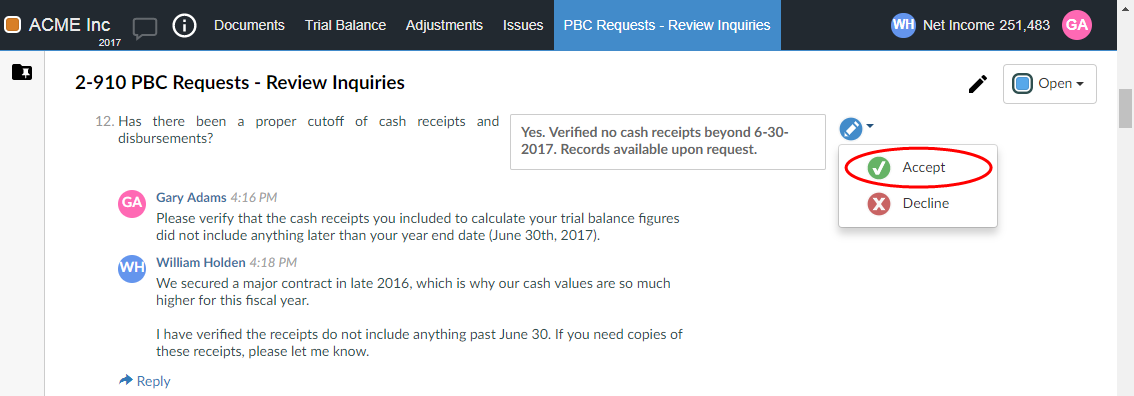 ACME Inc
2017
Documents
Trial Balance
Adjustments
Issues
PBC Requests - Review Inquiries
WH
Net Income 251,483
GA
2-910 PBC Requests - Review Inquiries
Open
12. Has there been a proper cutoff of cash receipts and
disbursements?
Yes. Verified no cash receipts beyond 6-30-
2017. Records available upon request.
Accept
Decline
GA
Gary Adams 4:16 PM
Please verify that the cash receipts you included to calculate your trial balance figures
did not include anything later than your year end date (June 30th, 2017).
WH
William Holden 4:18 PM
We secured a major contract in late 2016, which is why our cash values are so much
higher for this fiscal year.
I have verified the receipts do not include anything past June 30. If you need copies of
these receipts, please let me know.
Reply